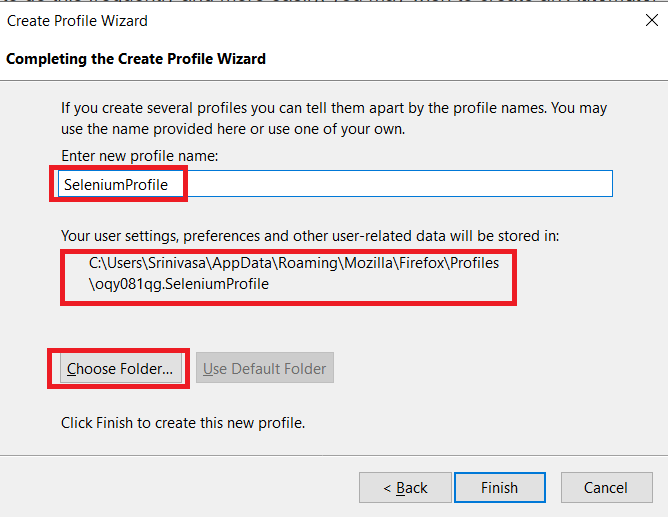 Create Profile Wizard
Completing the Create Profile Wizard
If you create several profiles you can tell them apart by the profile names. You may
use the name provided here or use one of your own.
Enter new profile name:
SeleniumProfile
Your user settings, preferences and other user-related data will be stored in:
C:\Users\Srinivasa\AppData\Roaming\Mozilla\Firefox\Profiles
\oqy081qg.SeleniumProfile
Choose Folder...
Use Default Folder
Click Finish to create this new profile.
< Back
Finish
Cancel